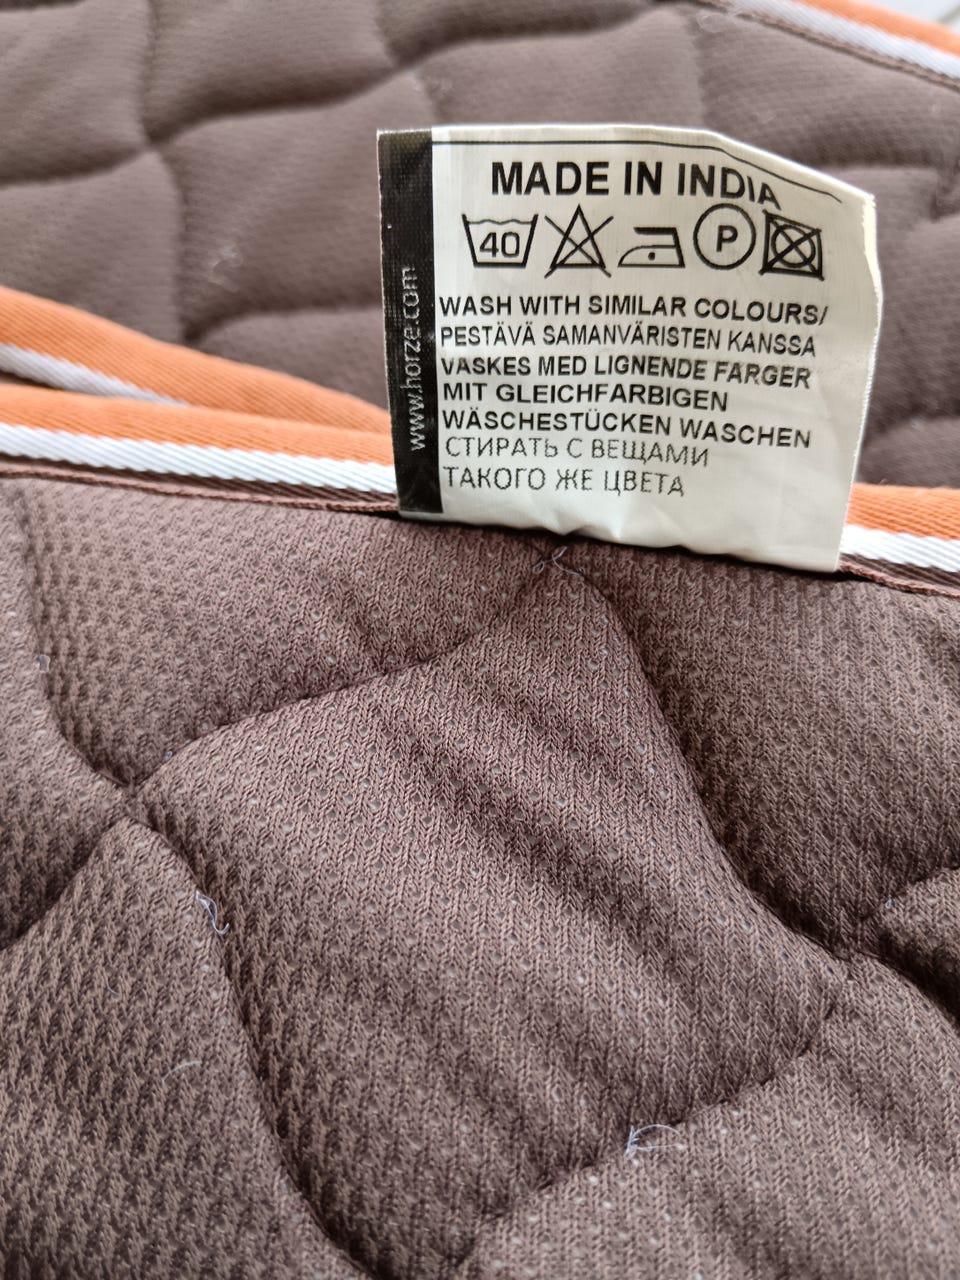 MADE IN INDIA
40
P
WASH WITH SIMILAR COLOURS/
PESTÄVÄ SAMANVÄRISTEN KANSSA
VASKES MED LIGNENDE FARGER
MIT GLEICHFARBIGEN
WÄSCHESTÜCKEN WASCHEN
СТИРАТЬ С ВЕЩАМИ
ТАКОГО ЖЕ ЦВЕТА
www.horze.com